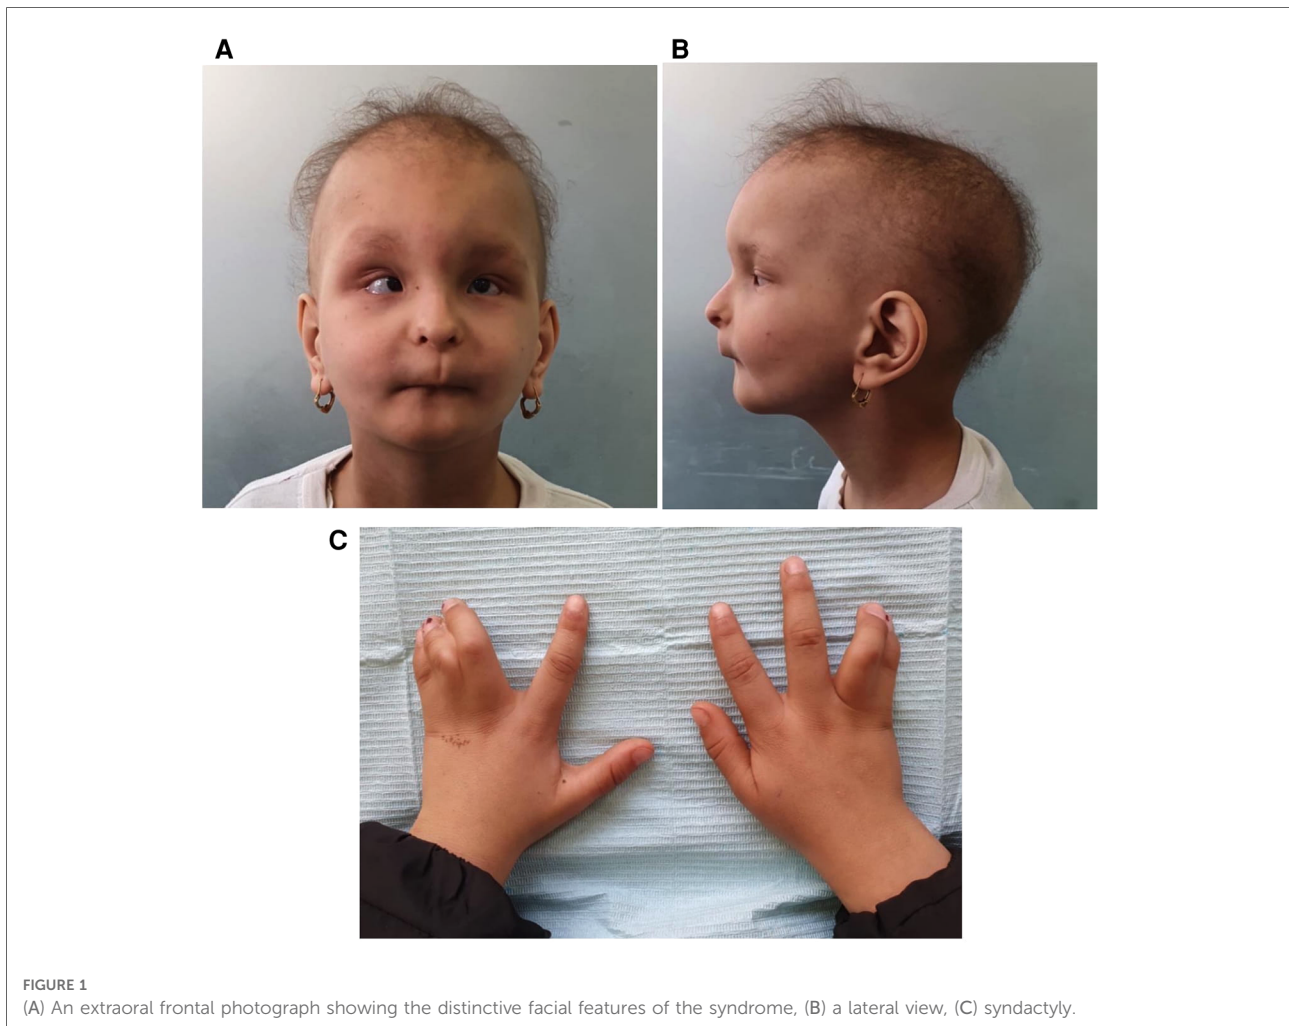 A
B
C
FIGURE 1
(A) An extraoral frontal photograph showing the distinctive facial features of the syndrome, (B) a lateral view, (C) syndactyly.